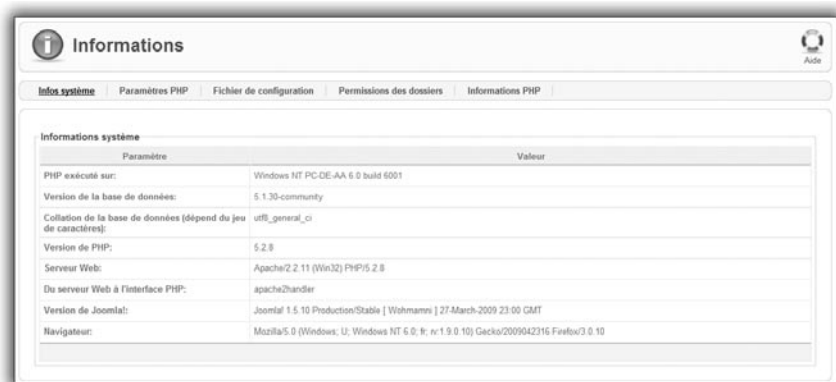 Informations
Aide
Infos système Paramètres PHP Fichier de configuration Permissions des dossiers Informations PHP
Informations système
Paramètre Valeur
PHP exécuté sur: Windows NT PC-DE-AA 6.0 build 6001
Version de la base de données: 5.1.30-community
Collation de la base de données (dépend du jeu de caractères): utf8_general_ci
Version de PHP: 5.2.8
Serveur Web: Apache/2.2.11 (Win32) PHP/5.2.8
Du serveur Web à l'interface PHP: apache2handler
Version de Joomla!: Joomla! 1.5.10 Production/Stable [ Wohmamni ] 27-March-2009 23:00 GMT
Navigateur: Mozilla/5.0 (Windows; U; Windows NT 6.0; fr; rv:1.9.0.10) Gecko/2009042316 Firefox/3.0.10